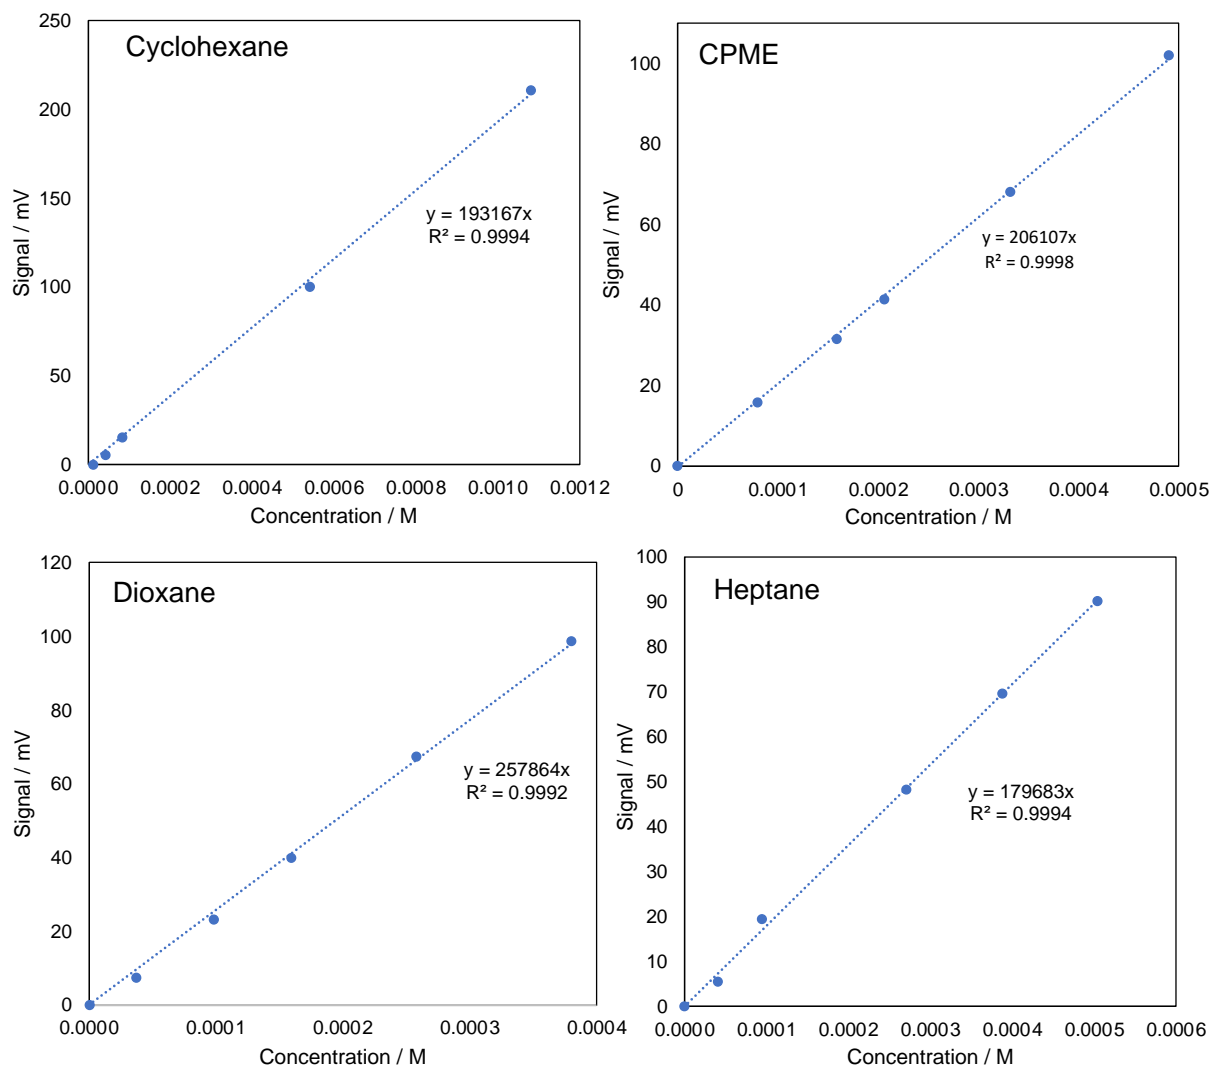 Cyclohexane
250
200
150
100
50
0
Signal / mV
y = 193167x
R² = 0.9994
0.0000 0.0002 0.0004 0.0006 0.0008 0.0010 0.0012
Concentration / M
CPME
100
80
60
40
20
0
Signal / mV
y = 206107x
R² = 0.9998
0 0.0001 0.0002 0.0003 0.0004 0.0005
Concentration / M
Dioxane
120
100
80
60
40
20
0
Signal / mV
y = 257864x
R² = 0.9992
0.0000 0.0001 0.0002 0.0003 0.0004
Concentration / M
Heptane
100
90
80
70
60
50
40
30
20
10
0
Signal / mV
y = 179683x
R² = 0.9994
0.0000 0.0001 0.0002 0.0003 0.0004 0.0005 0.0006
Concentration / M